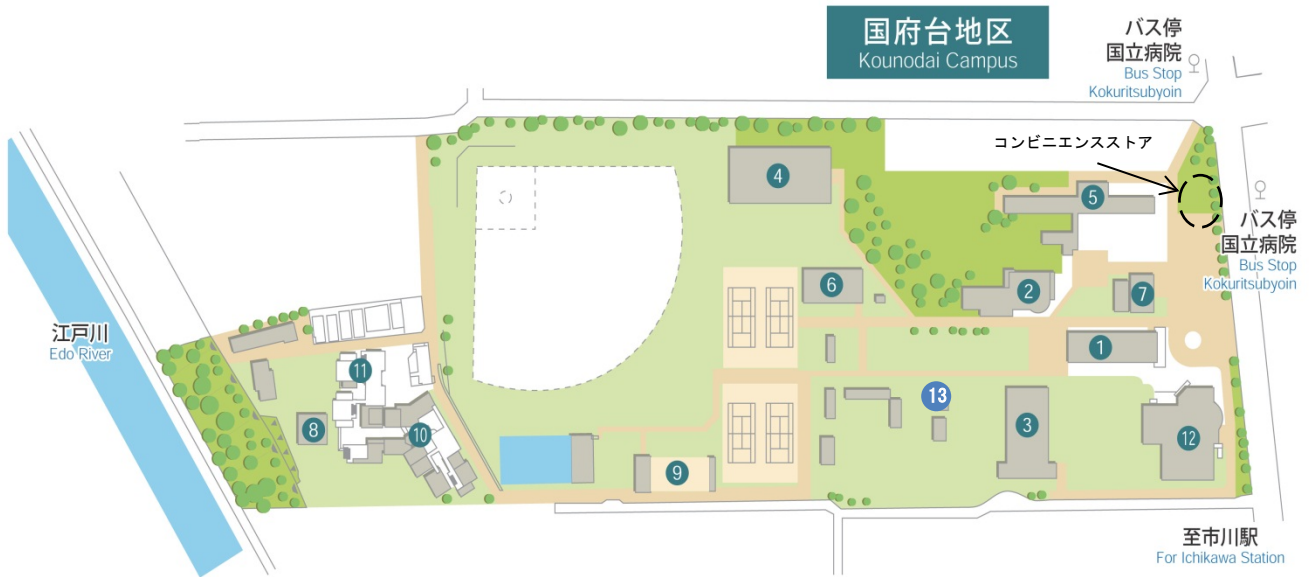 国府台地区
Kounodai Campus
バス停
国立病院
Bus Stop
Kokuritsubyoin
コンビニエンスストア
4
5
バス停
国立病院
Bus Stop
Kokuritsubyoin
6
2
7
江戸川
Edo River
1
11
13
8
10
3
12
9
至市川駅
For Ichikawa Station